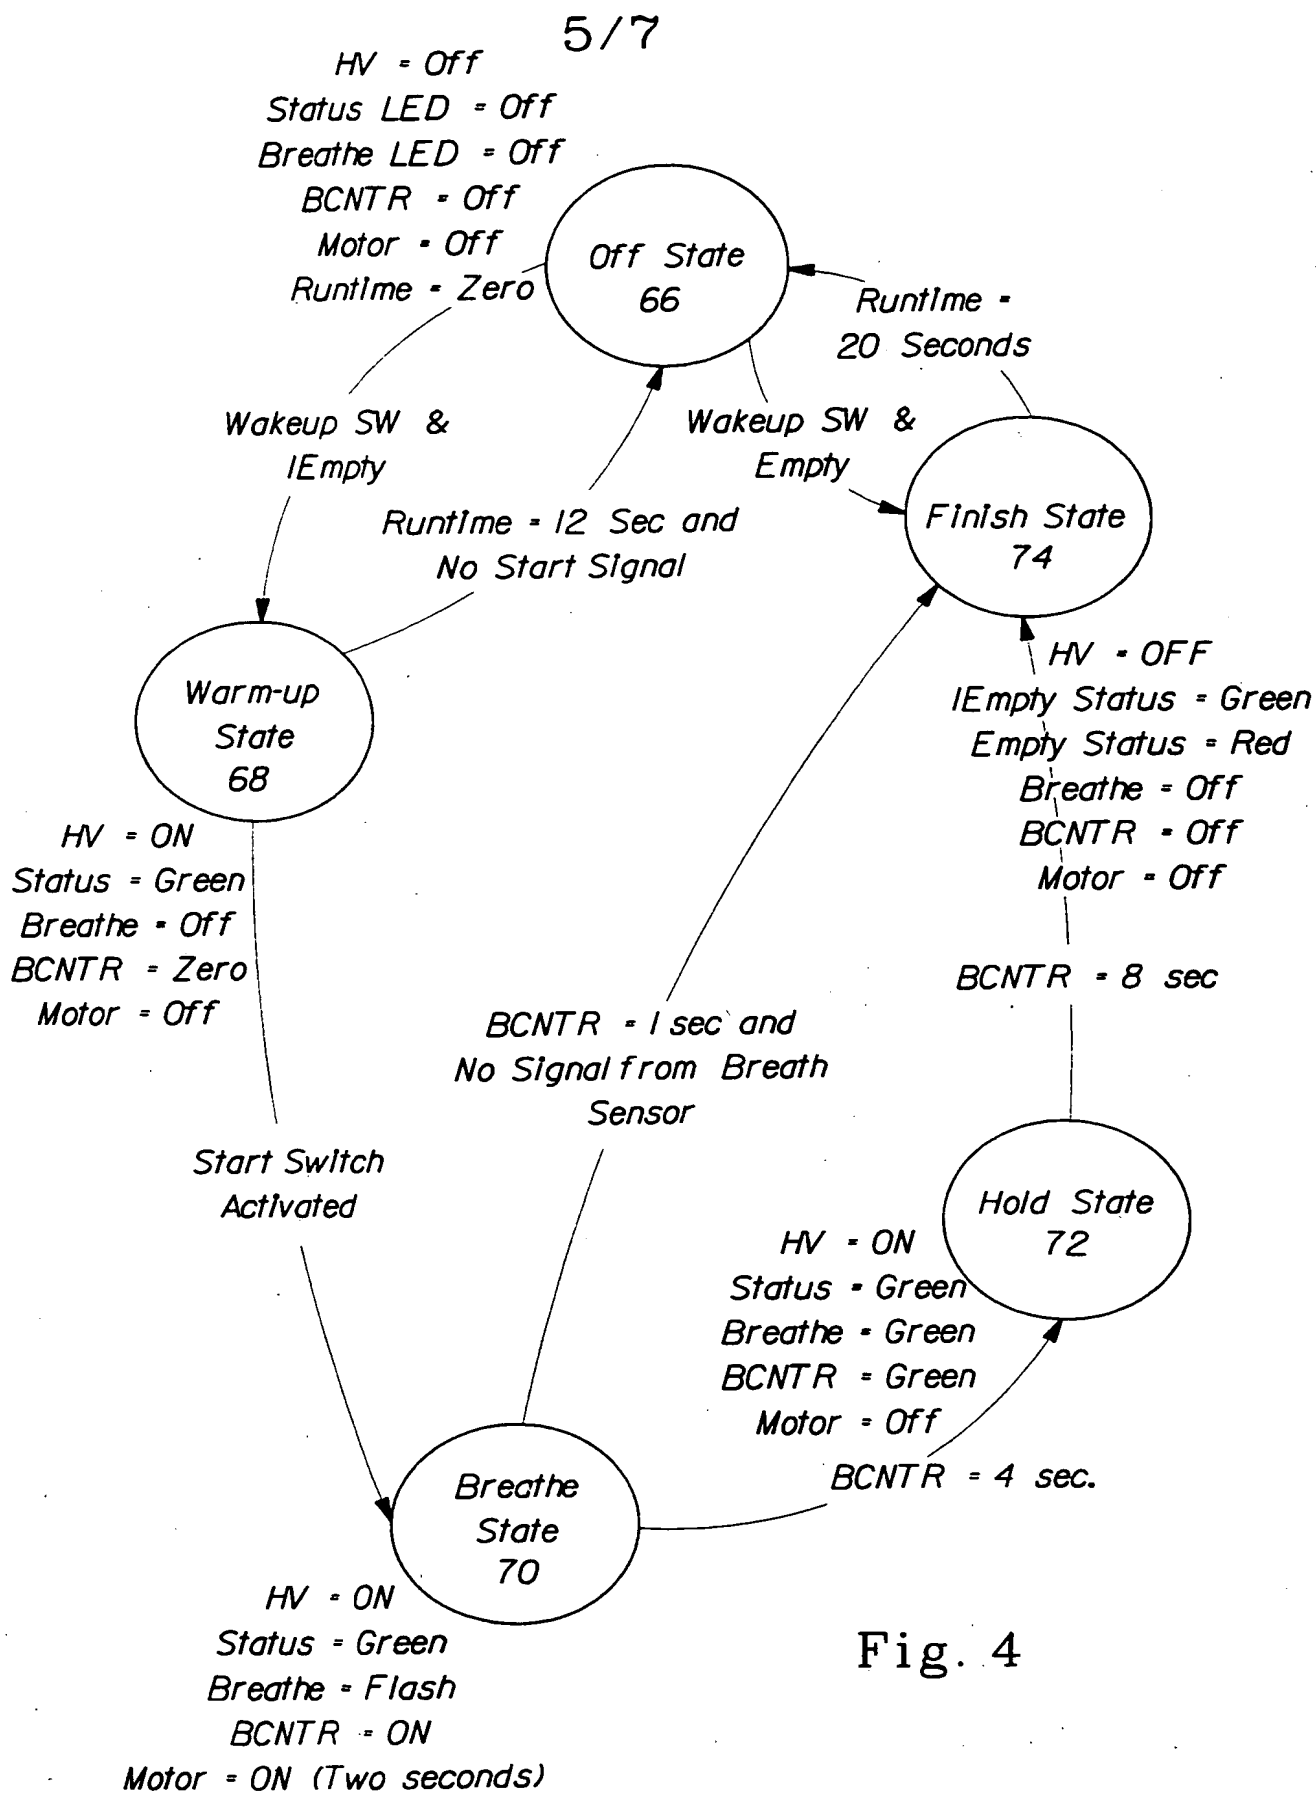 5/7
HV = Off
Status LED = Off
Breathe LED = Off
BCNTR = Off
Motor = Off
Runtime = Zero
Off State
66
Runtime =
20 Seconds
Wakeup SW &
!Empty
Wakeup SW &
Empty
Runtime = 12 Sec and
No Start Signal
Finish State
74
HV = OFF
!Empty Status = Green
Empty Status = Red
Breathe = Off
BCNTR = Off
Motor = Off
Warm-up
State
68
HV = ON
Status = Green
Breathe = Off
BCNTR = Zero
Motor = Off
BCNTR = 8 sec
BCNTR = 1 sec and
No Signal from Breath
Sensor
Start Switch
Activated
Hold State
72
HV = ON
Status = Green
Breathe = Green
BCNTR = Green
Motor = Off
BCNTR = 4 sec.
Breathe
State
70
HV = ON
Status = Green
Breathe = Flash
BCNTR = ON
Motor = ON (Two seconds)
Fig. 4